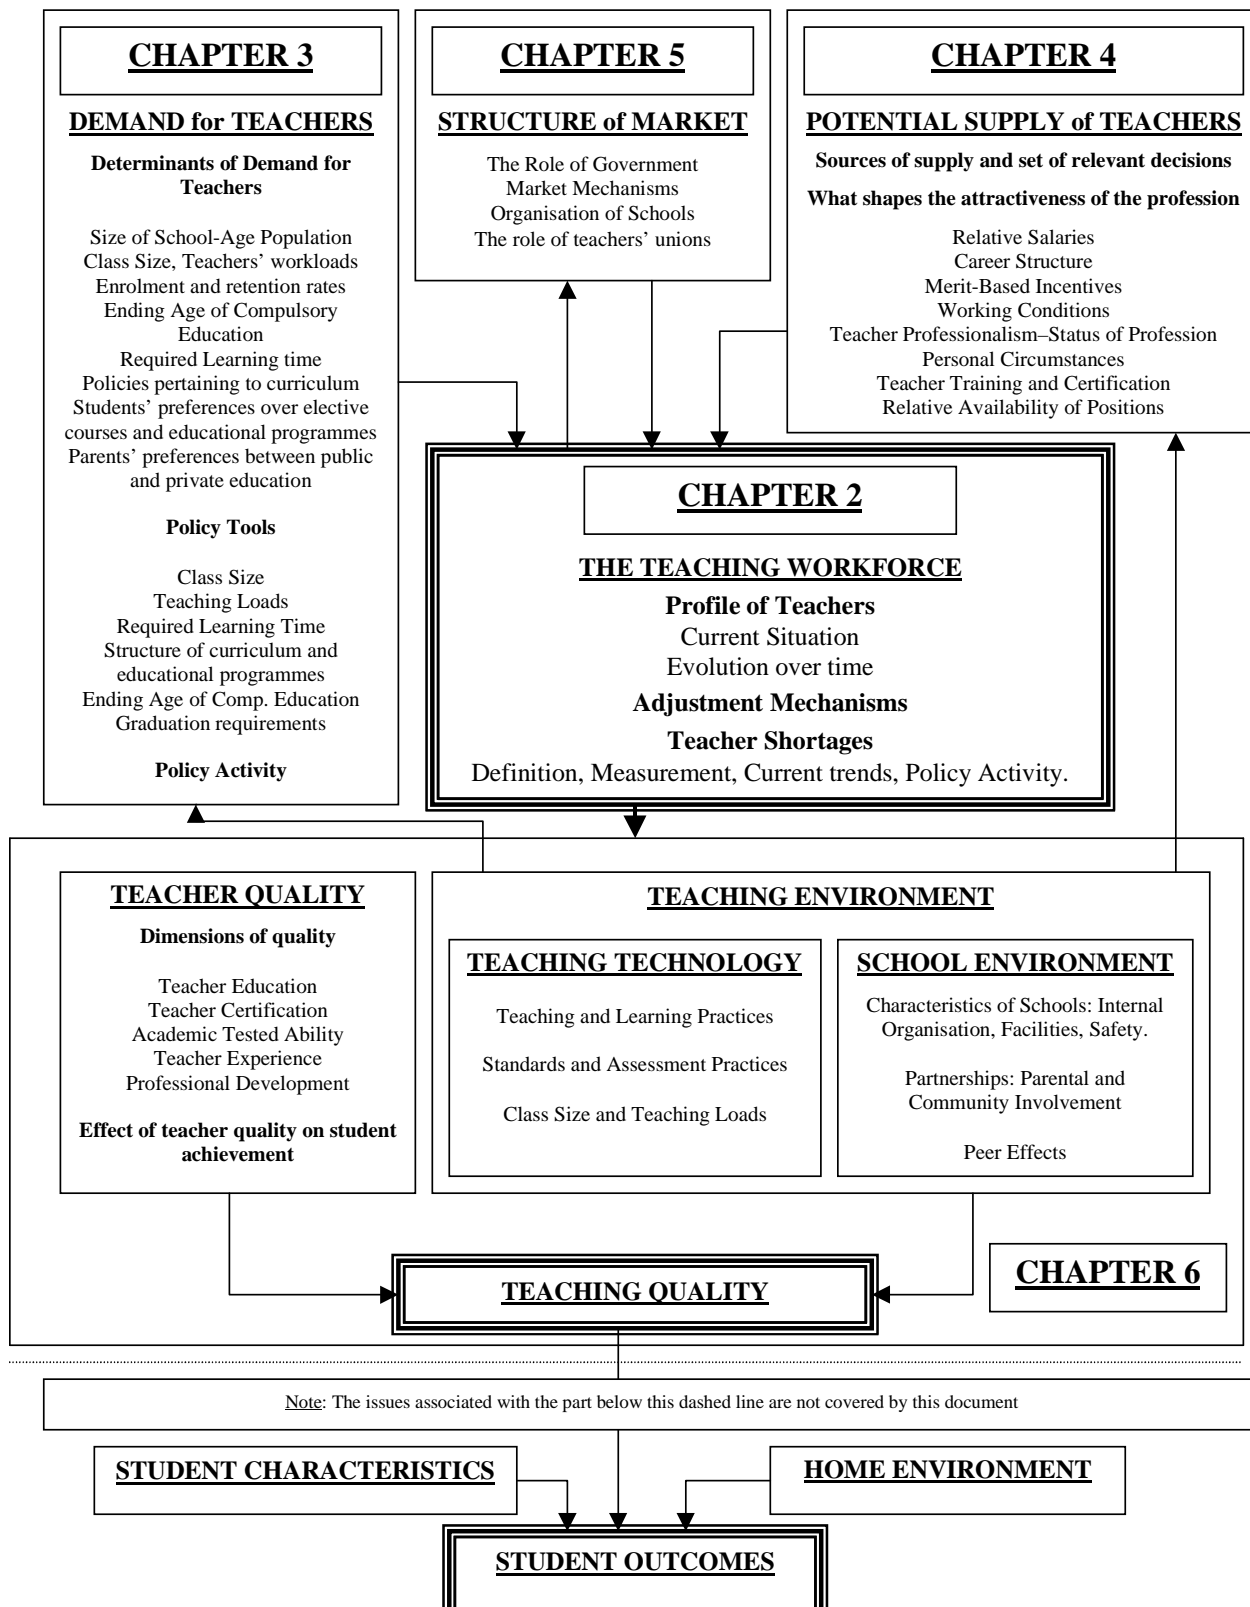 CHAPTER 3
DEMAND for TEACHERS
Determinants of Demand for
Teachers
Size of School-Age Population
Class Size, Teachers’ workloads
Enrolment and retention rates
Ending Age of Compulsory
Education
Required Learning time
Policies pertaining to curriculum
Students’ preferences over elective
courses and educational programmes
Parents’ preferences between public
and private education
Policy Tools
Class Size
Teaching Loads
Required Learning Time
Structure of curriculum and
educational programmes
Ending Age of Comp. Education
Graduation requirements
Policy Activity
CHAPTER 5
STRUCTURE of MARKET
The Role of Government
Market Mechanisms
Organisation of Schools
The role of teachers’ unions
CHAPTER 4
POTENTIAL SUPPLY of TEACHERS
Sources of supply and set of relevant decisions
What shapes the attractiveness of the profession
Relative Salaries
Career Structure
Merit-Based Incentives
Working Conditions
Teacher Professionalism–Status of Profession
Personal Circumstances
Teacher Training and Certification
Relative Availability of Positions
CHAPTER 2
THE TEACHING WORKFORCE
Profile of Teachers
Current Situation
Evolution over time
Adjustment Mechanisms
Teacher Shortages
Definition, Measurement, Current trends, Policy Activity.
TEACHER QUALITY
Dimensions of quality
Teacher Education
Teacher Certification
Academic Tested Ability
Teacher Experience
Professional Development
Effect of teacher quality on student
achievement
TEACHING ENVIRONMENT
TEACHING TECHNOLOGY
Teaching and Learning Practices
Standards and Assessment Practices
Class Size and Teaching Loads
SCHOOL ENVIRONMENT
Characteristics of Schools: Internal
Organisation, Facilities, Safety.
Partnerships: Parental and
Community Involvement
Peer Effects
TEACHING QUALITY
CHAPTER 6
Note: The issues associated with the part below this dashed line are not covered by this document
STUDENT CHARACTERISTICS
HOME ENVIRONMENT
STUDENT OUTCOMES